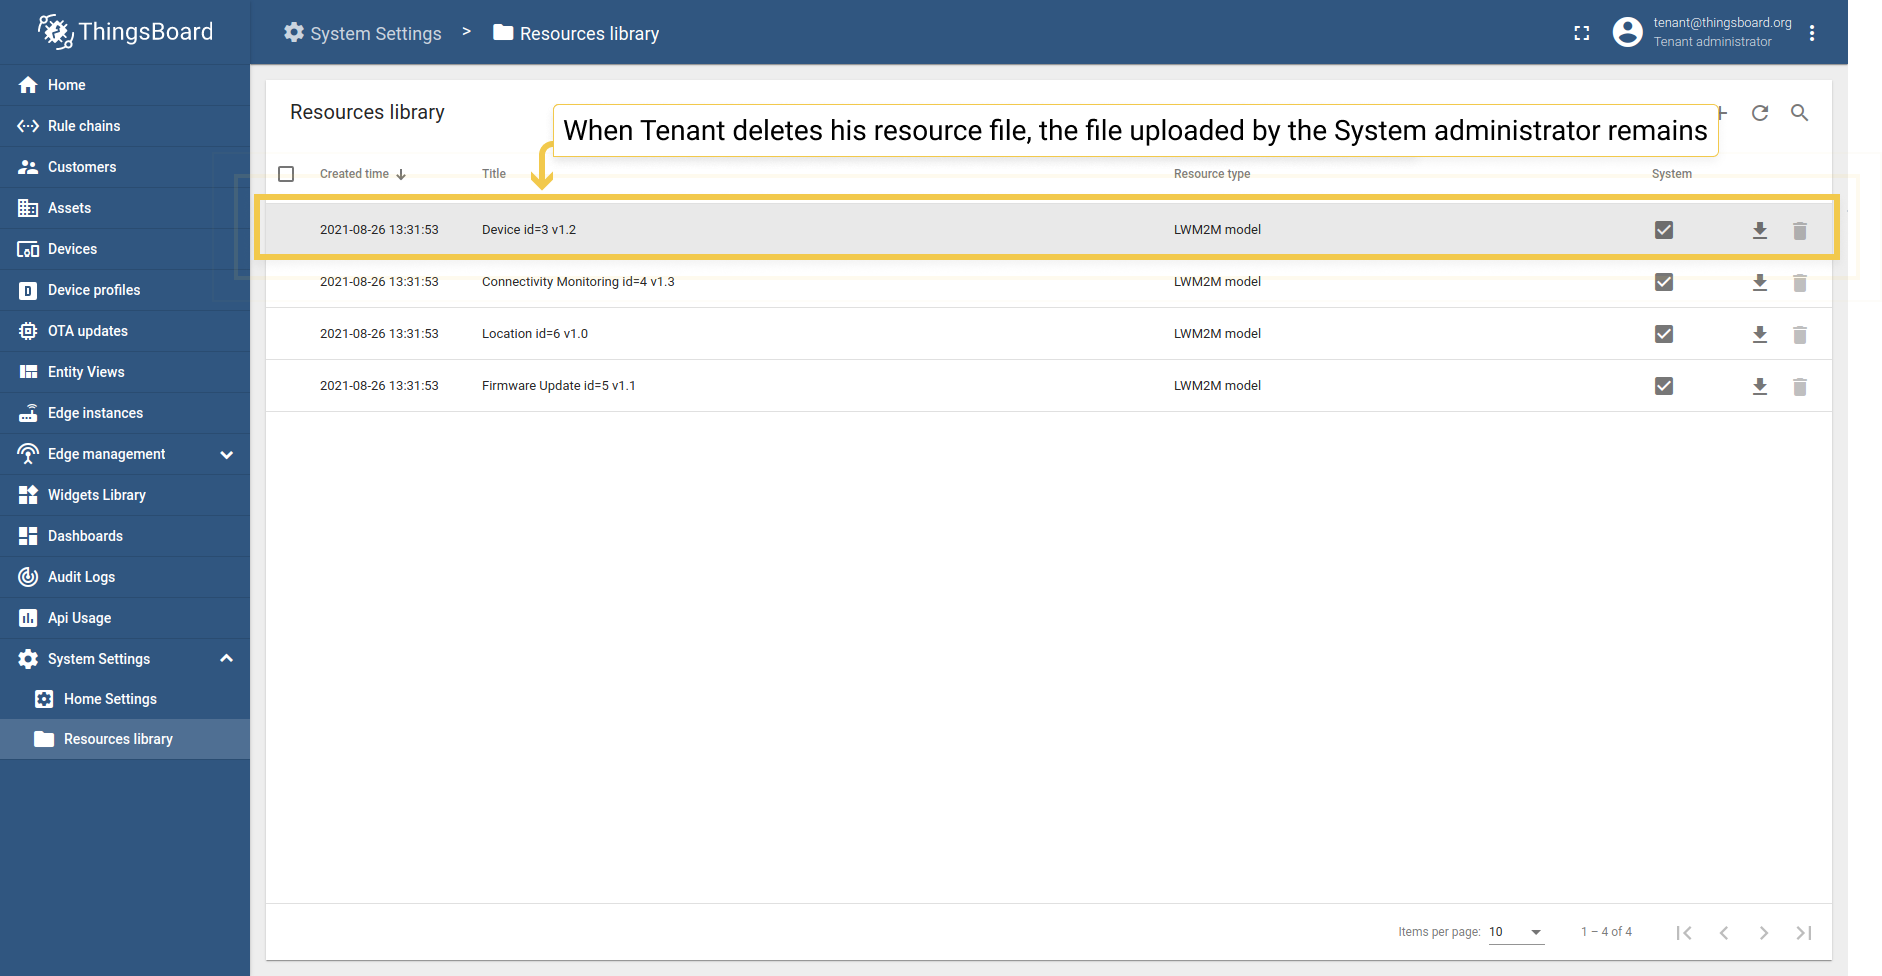 ThingsBoard
System Settings > Resources library
tenant@thingsboard.org
Tenant administrator
Home
Rule chains
Customers
Assets
Devices
Device profiles
OTA updates
Entity Views
Edge instances
Edge management
Widgets Library
Dashboards
Audit Logs
Api Usage
System Settings
Home Settings
Resources library
Resources library
When Tenant deletes his resource file, the file uploaded by the System administrator remains
Created time Title Resource type System
2021-08-26 13:31:53 Device id=3 v1.2 LWM2M model
2021-08-26 13:31:53 Connectivity Monitoring id=4 v1.3 LWM2M model
2021-08-26 13:31:53 Location id=6 v1.0 LWM2M model
2021-08-26 13:31:53 Firmware Update id=5 v1.1 LWM2M model
Items per page: 10 1 – 4 of 4